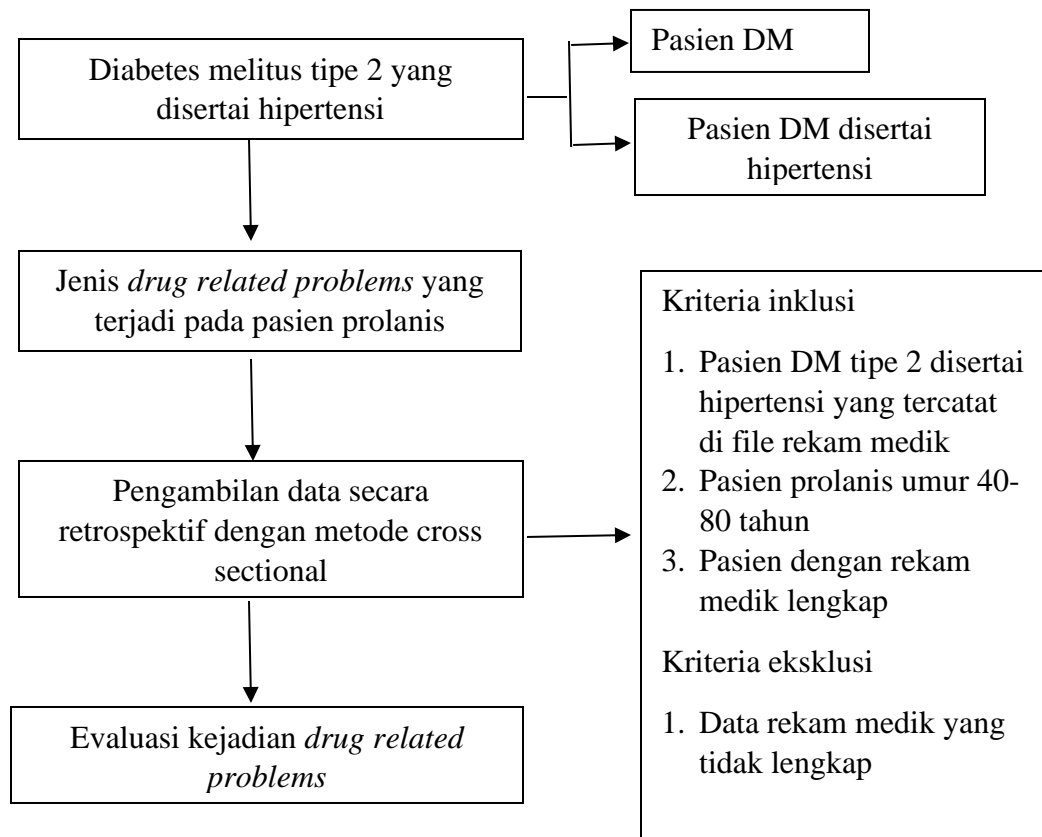 Diabetes melitus tipe 2 yang
disertai hipertensi
Pasien DM
Pasien DM disertai
hipertensi
Jenis drug related problems yang
terjadi pada pasien prolanis
Pengambilan data secara
retrospektif dengan metode cross
sectional
Kriteria inklusi
1. Pasien DM tipe 2 disertai
hipertensi yang tercatat
di file rekam medik
2. Pasien prolanis umur 40-
80 tahun
3. Pasien dengan rekam
medik lengkap
Kriteria eksklusi
1. Data rekam medik yang
tidak lengkap
Evaluasi kejadian drug related
problems